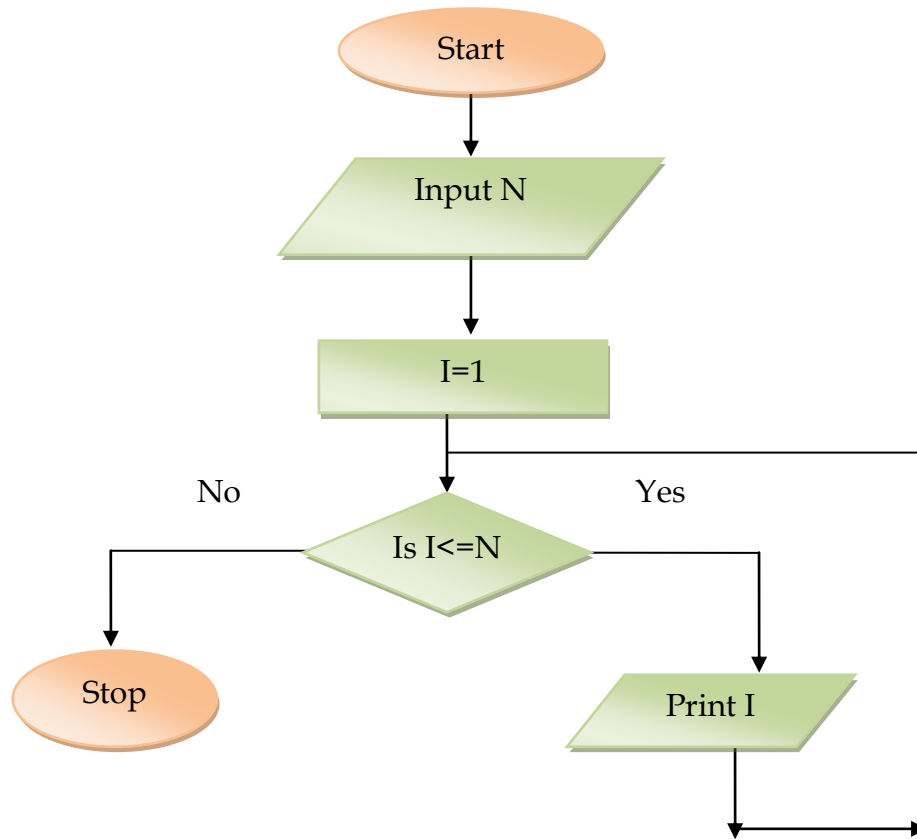 Start
Input N
I=1
No
Yes
Is I<=N
Stop
Print I